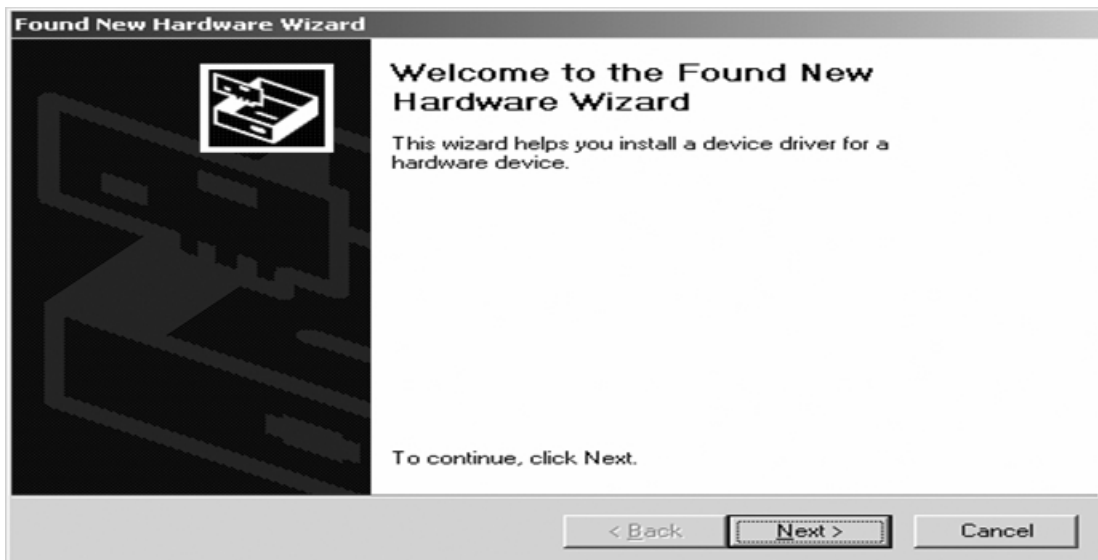 Found New Hardware Wizard
Welcome to the Found New
Hardware Wizard
This wizard helps you install a device driver for a
hardware device.
To continue, click Next.
< Back
Next >
Cancel